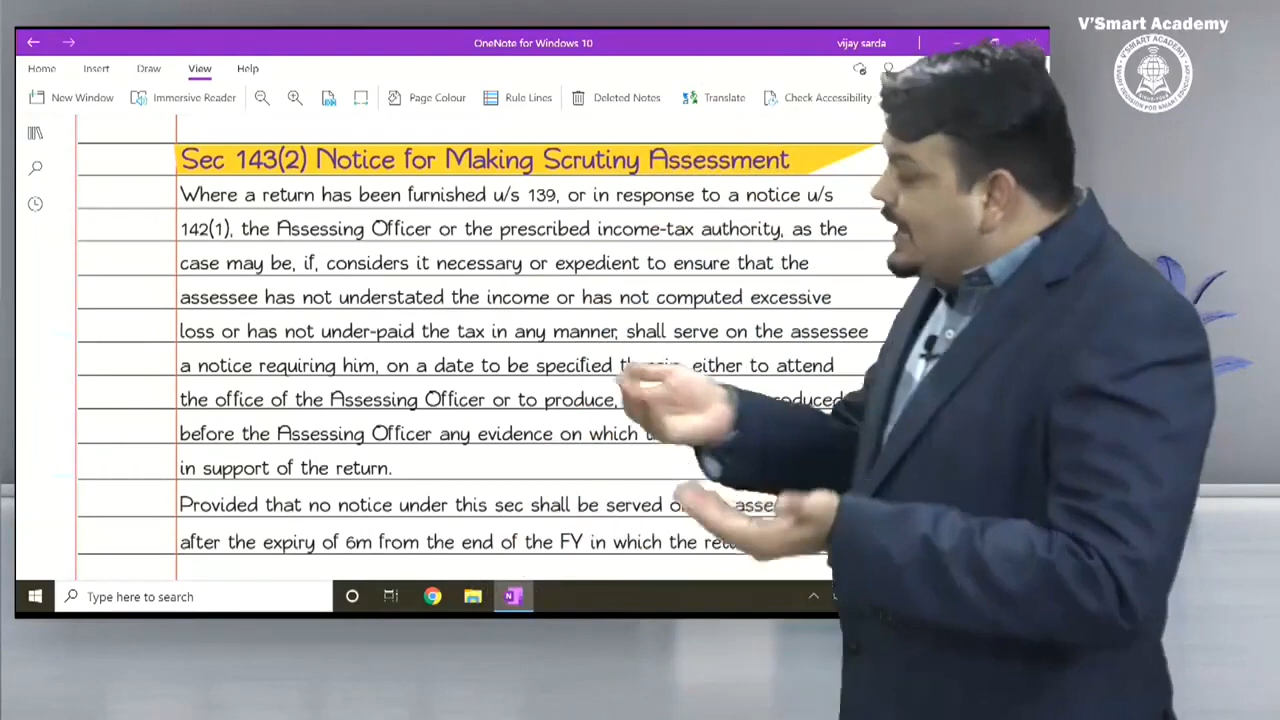 V'Smart Academy
OneNote for Windows 10
vijay sarda
Home Insert Draw View Help
New Window Immersive Reader Page Colour Rule Lines Deleted Notes Translate Check Accessibility
Sec 143(2) Notice for Making Scrutiny Assessment
Where a return has been furnished u/s 139, or in response to a notice u/s
142(1), the Assessing Officer or the prescribed income-tax authority, as the
case may be, if, considers it necessary or expedient to ensure that the
assessee has not understated the income or has not computed excessive
loss or has not under-paid the tax in any manner, shall serve on the assessee
a notice requiring him, on a date to be specified either to attend
the office of the Assessing Officer or to produce,
before the Assessing Officer any evidence on which
in support of the return.
Provided that no notice under this sec shall be served
after the expiry of 6m from the end of the FY in which the
Type here to search